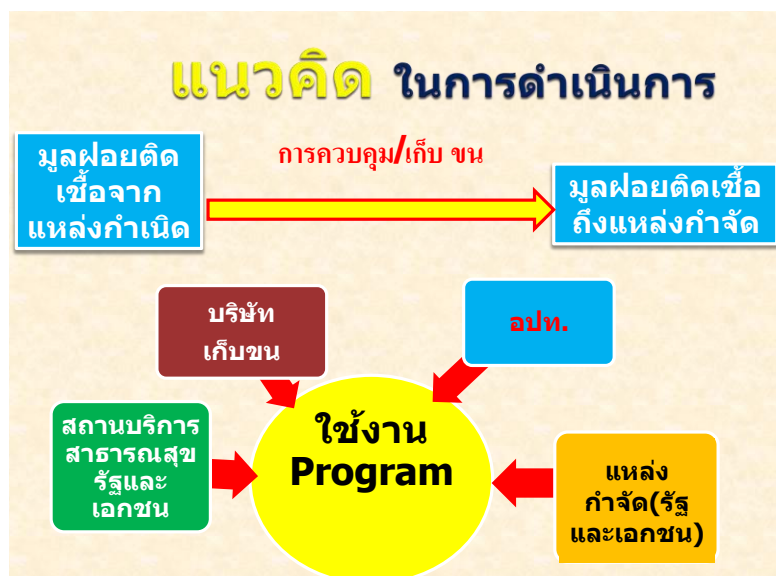 แนวคิด ในการดำเนินการ
มูลฝอยติด
เชื้อจาก
แหล่งกำเนิด
การควบคุม/เก็บ ขน
มูลฝอยติดเชื้อ
ถึงแหล่งกำจัด
บริษัท
เก็บขน
อปท.
สถานบริการ
สาธารณสุข
รัฐและ
เอกชน
ใช้งาน
Program
แหล่ง
กำจัด(รัฐ
และเอกชน)